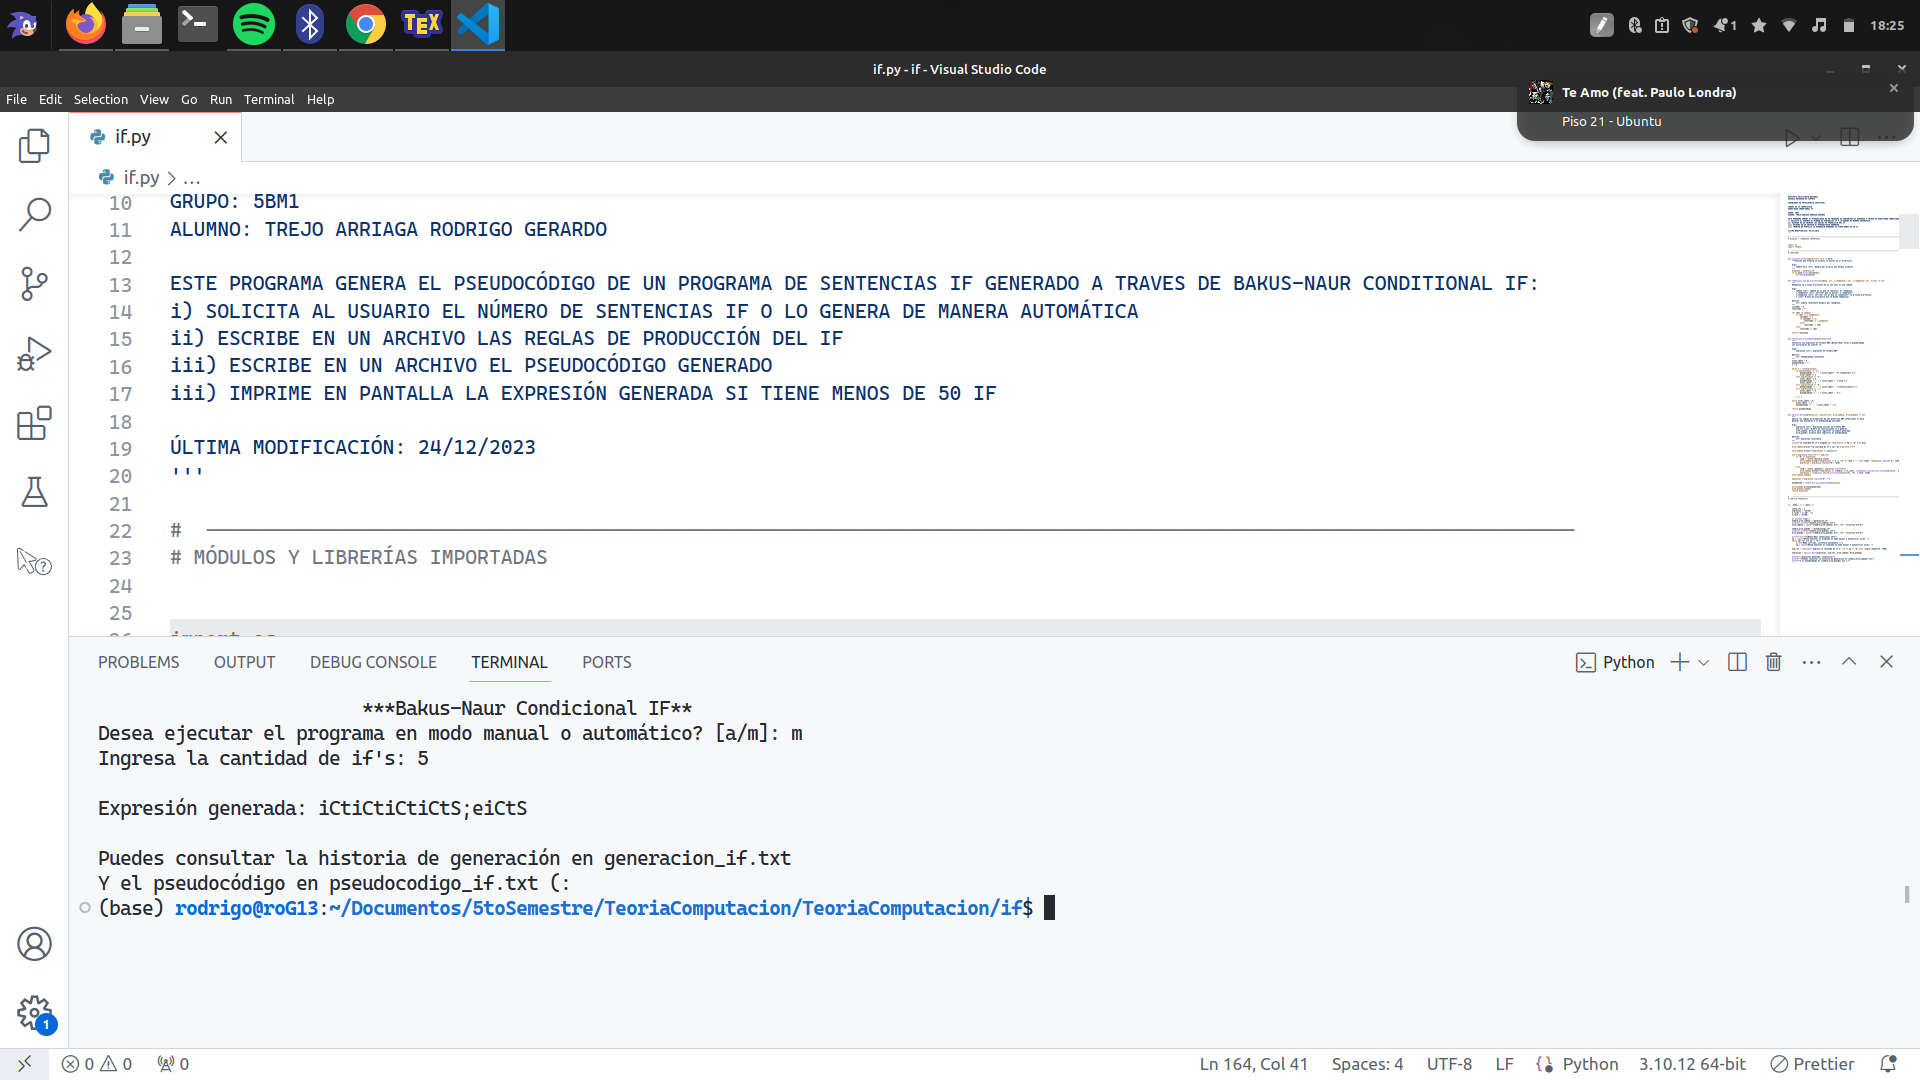 TEX
1
18:25
if.py - if - Visual Studio Code
File Edit Selection View Go Run Terminal Help
Te Amo (feat. Paulo Londra)
Piso 21 - Ubuntu
if.py
if.py > ...
10 GRUPO: 5BM1
11 ALUMNO: TREJO ARRIAGA RODRIGO GERARDO
12
13 ESTE PROGRAMA GENERA EL PSEUDOCÓDIGO DE UN PROGRAMA DE SENTENCIAS IF GENERADO A TRAVES DE BAKUS-NAUR CONDITIONAL IF:
14 i) SOLICITA AL USUARIO EL NÚMERO DE SENTENCIAS IF O LO GENERA DE MANERA AUTOMÁTICA
15 ii) ESCRIBE EN UN ARCHIVO LAS REGLAS DE PRODUCCIÓN DEL IF
16 iii) ESCRIBE EN UN ARCHIVO EL PSEUDOCÓDIGO GENERADO
17 iii) IMPRIME EN PANTALLA LA EXPRESIÓN GENERADA SI TIENE MENOS DE 50 IF
18
19 ÚLTIMA MODIFICACIÓN: 24/12/2023
20 '''
21
22 #
23 # MÓDULOS Y LIBRERÍAS IMPORTADAS
24
25
26 import os
PROBLEMS OUTPUT DEBUG CONSOLE TERMINAL PORTS
Python
***Bakus-Naur Condicional IF**
Desea ejecutar el programa en modo manual o automático? [a/m]: m
Ingresa la cantidad de if's: 5
Expresión generada: iCtiCtiCtiCtS;eiCtS
Puedes consultar la historia de generación en generacion_if.txt
Y el pseudocódigo en pseudocodigo_if.txt (:
(base) rodrigo@roG13:~/Documentos/5toSemestre/TeoriaComputacion/TeoriaComputacion/if$
1
0 0 0
Ln 164, Col 41 Spaces: 4 UTF-8 LF Python 3.10.12 64-bit Prettier